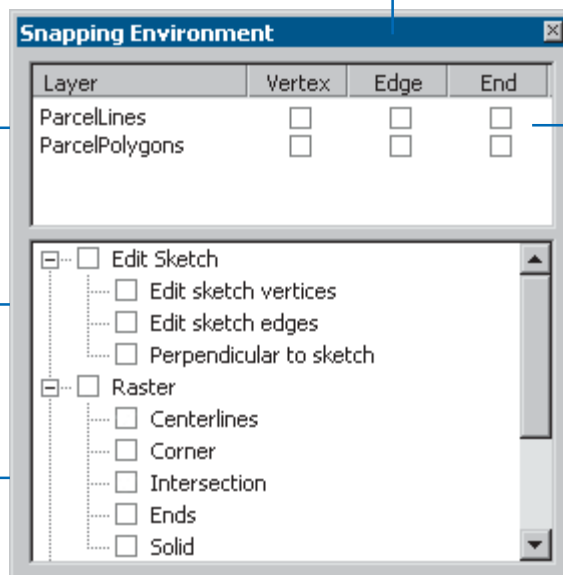 Snapping Environment
Layer Vertex Edge End
ParcelLines
ParcelPolygons
Edit Sketch
Edit sketch vertices
Edit sketch edges
Perpendicular to sketch
Raster
Centerlines
Corner
Intersection
Ends
Solid